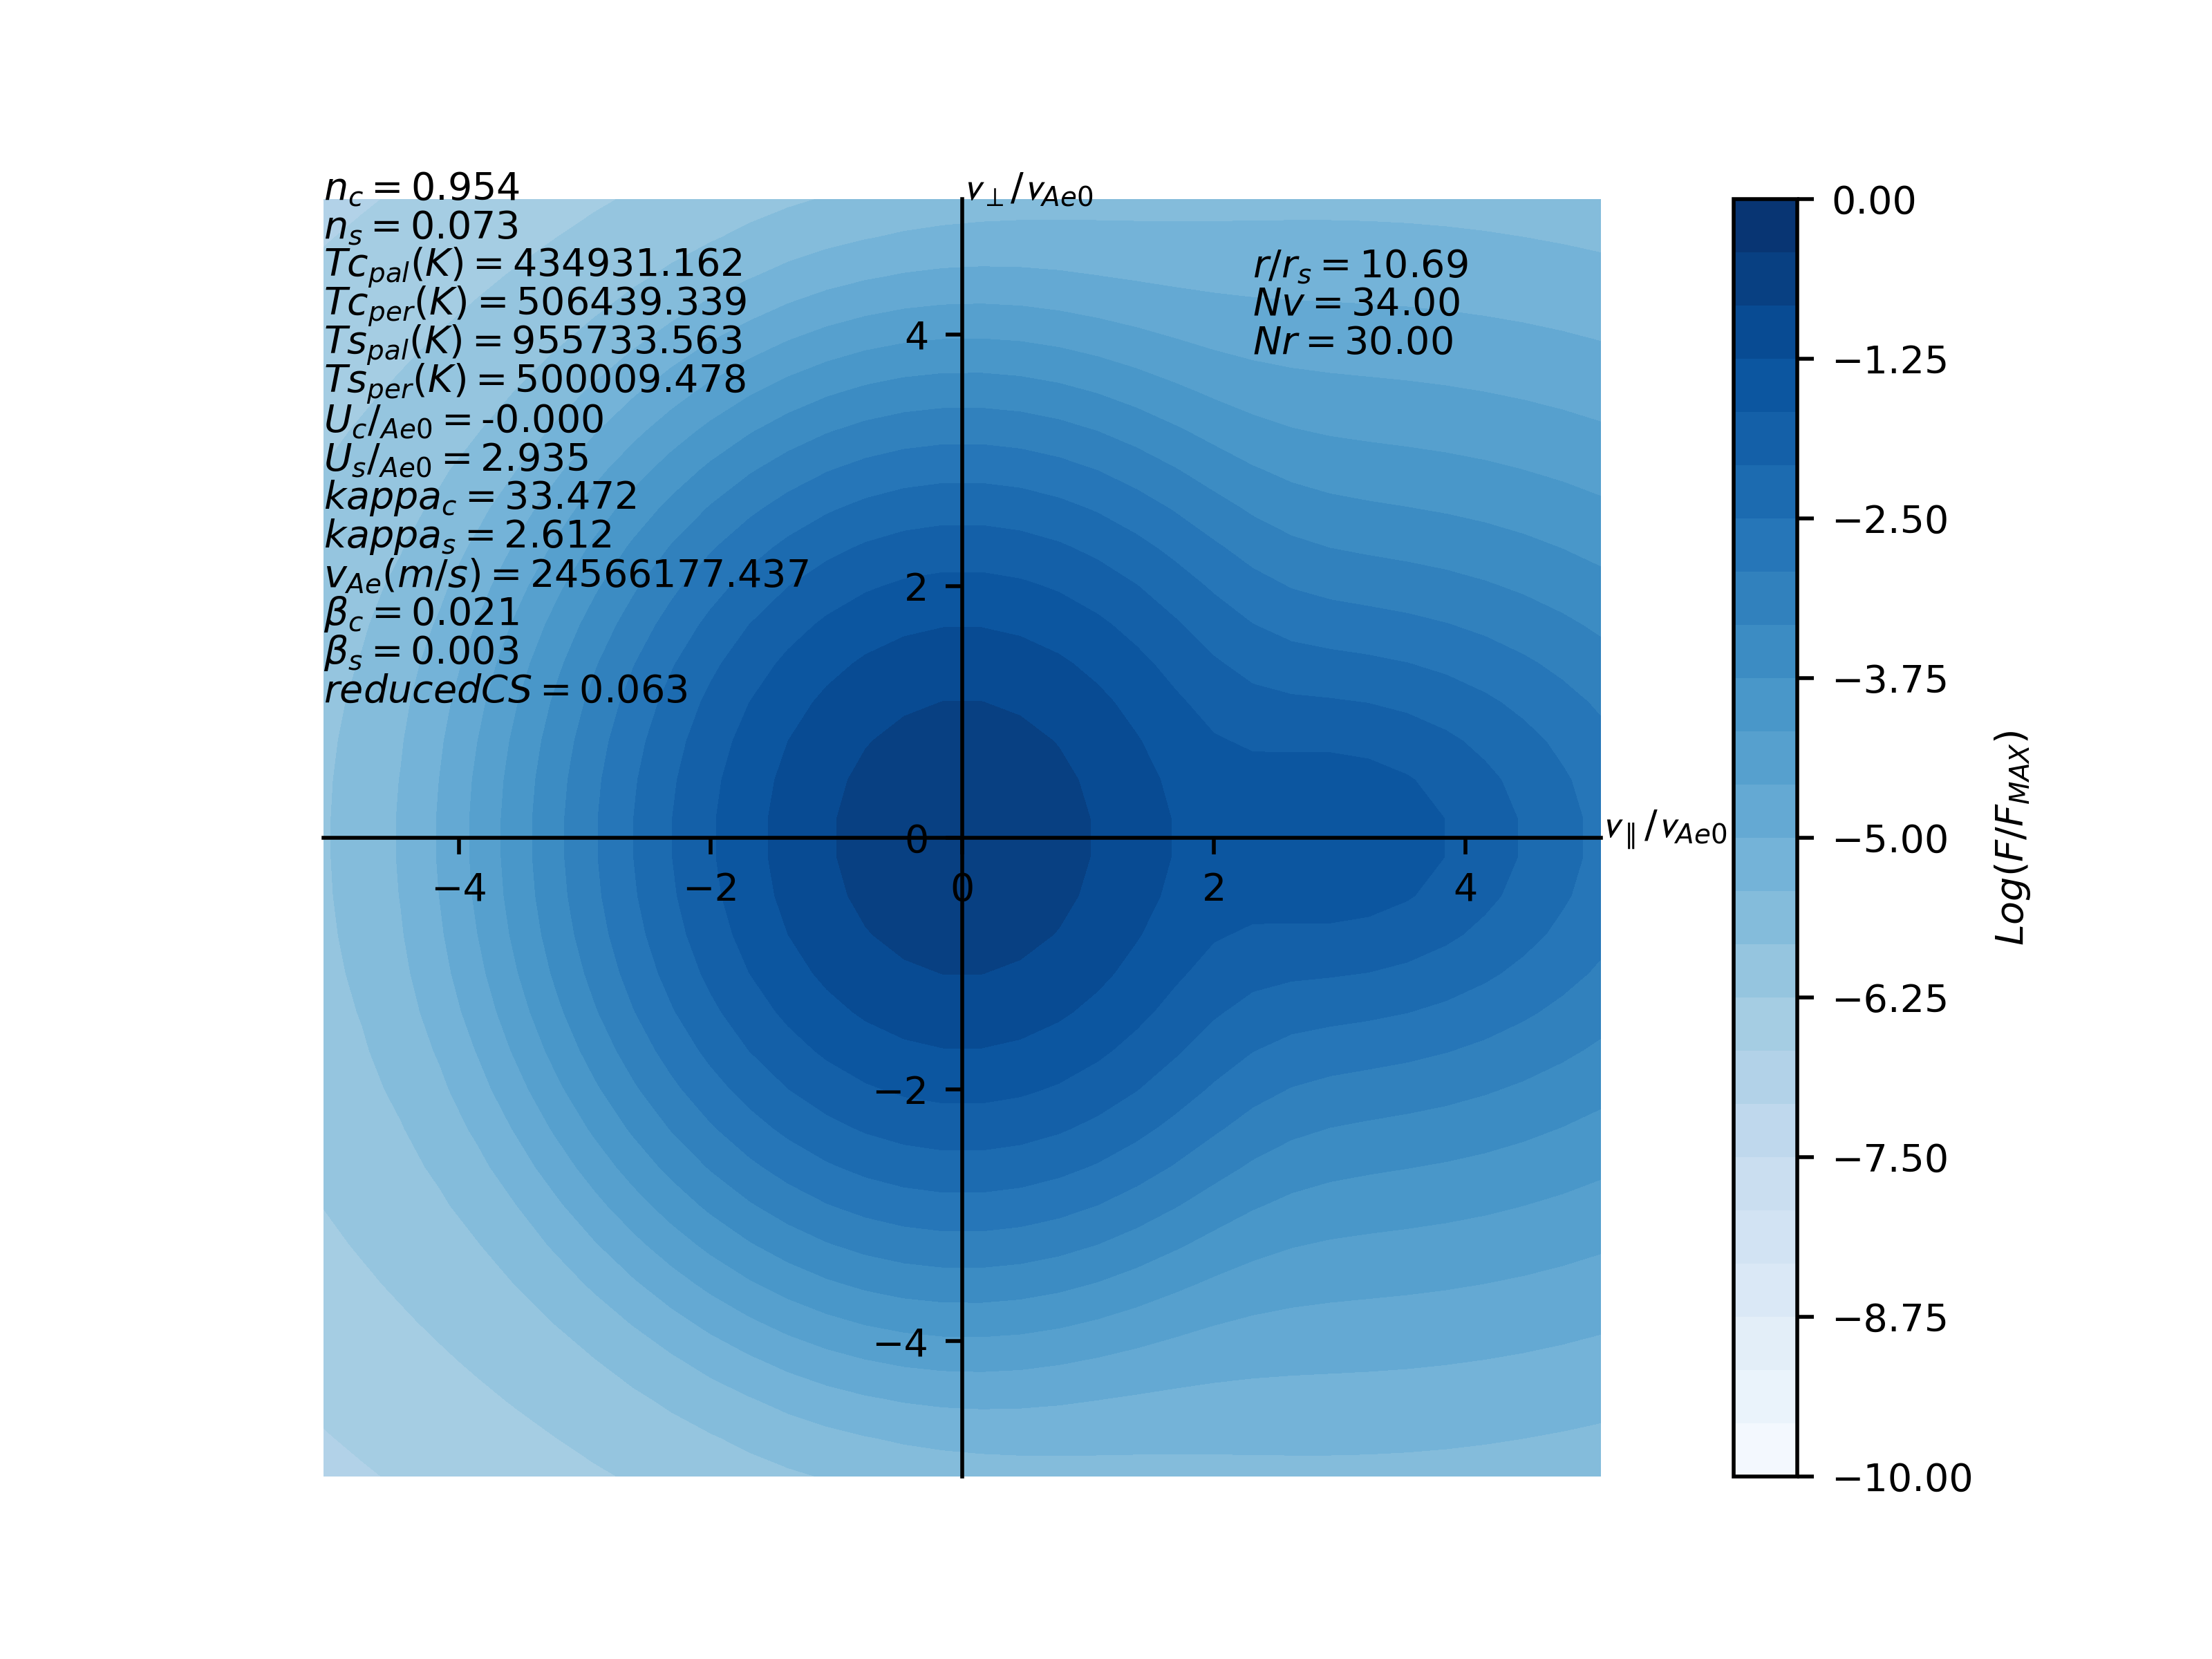 n_c = 0.954
n_s = 0.073
Tc_pal(K) = 434931.162
Tc_per(K) = 506439.339
Ts_pal(K) = 955733.563
Ts_per(K) = 500009.478
U_c/_Ae0 = -0.000
U_s/_Ae0 = 2.935
kappa_c = 33.472
kappa_s = 2.612
v_Ae(m/s) = 24566177.437
β_c = 0.021
β_s = 0.003
reducedCS = 0.063
v_⊥/v_Ae0
r/r_s = 10.69
Nv = 34.00
Nr = 30.00
4
2
0
−2
−4
−4
−2
0
2
4
v_∥/v_Ae0
0.00
−1.25
−2.50
−3.75
−5.00
−6.25
−7.50
−8.75
−10.00
Log(F/F_MAX)